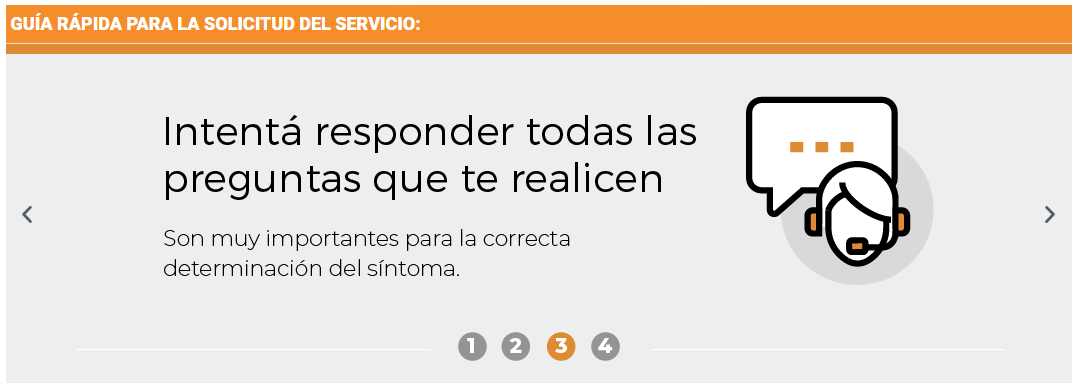 GUÍA RÁPIDA PARA LA SOLICITUD DEL SERVICIO:
Intentá responder todas las
preguntas que te realicen
Son muy importantes para la correcta
determinación del síntoma.
1 2 3 4